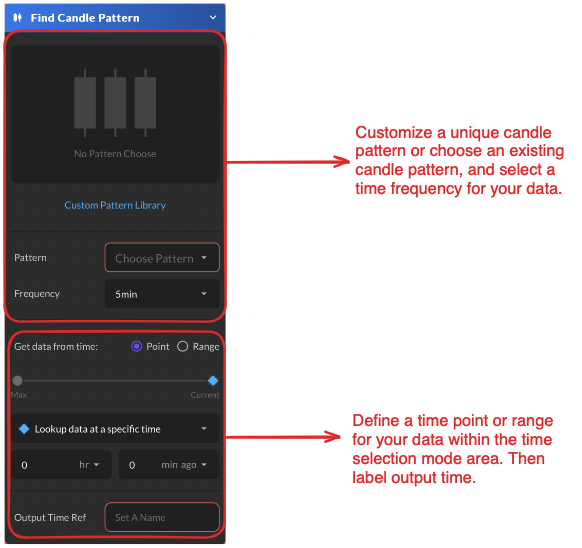 Find Candle Pattern
No Pattern Choose
Custom Pattern Library
Pattern
Choose Pattern
Frequency
5min
Customize a unique candle
pattern or choose an existing
candle pattern, and select a
time frequency for your data.
Get data from time:
Point
Range
Max
Current
Lookup data at a specific time
0
hr
0
min ago
Output Time Ref
Set A Name
Define a time point or range
for your data within the time
selection mode area. Then
label output time.